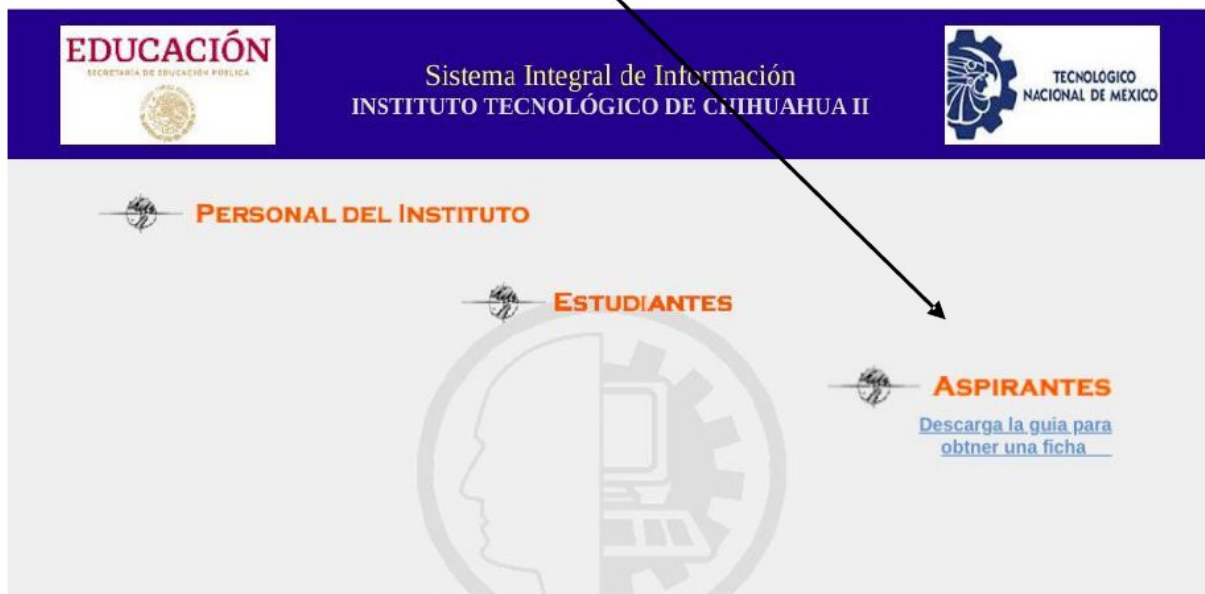 EDUCACIÓN
SECRETARÍA DE EDUCACIÓN PÚBLICA
Sistema Integral de Información
INSTITUTO TECNOLÓGICO DE CHIHUAHUA II
TECNOLÓGICO
NACIONAL DE MÉXICO
PERSONAL DEL INSTITUTO
ESTUDIANTES
ASPIRANTES
Descarga la guia para
obtner una ficha